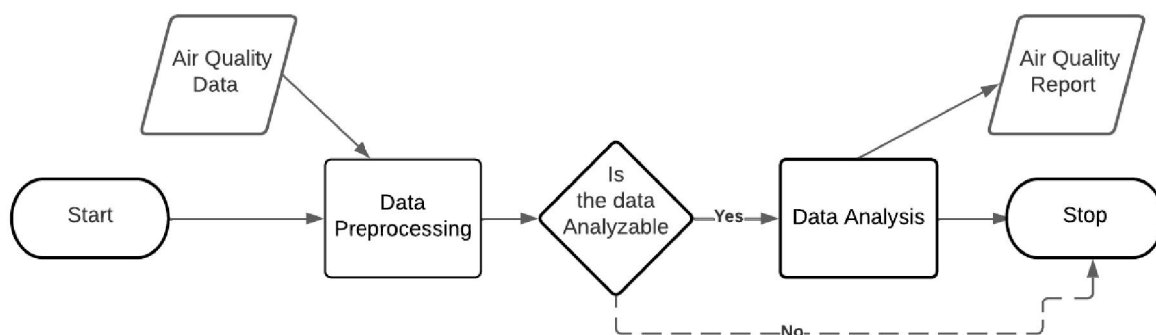 Air Quality
Data
Air Quality
Report
Start
Data
Preprocessing
Is
the data
Analyzable
Yes
Data Analysis
Stop
No